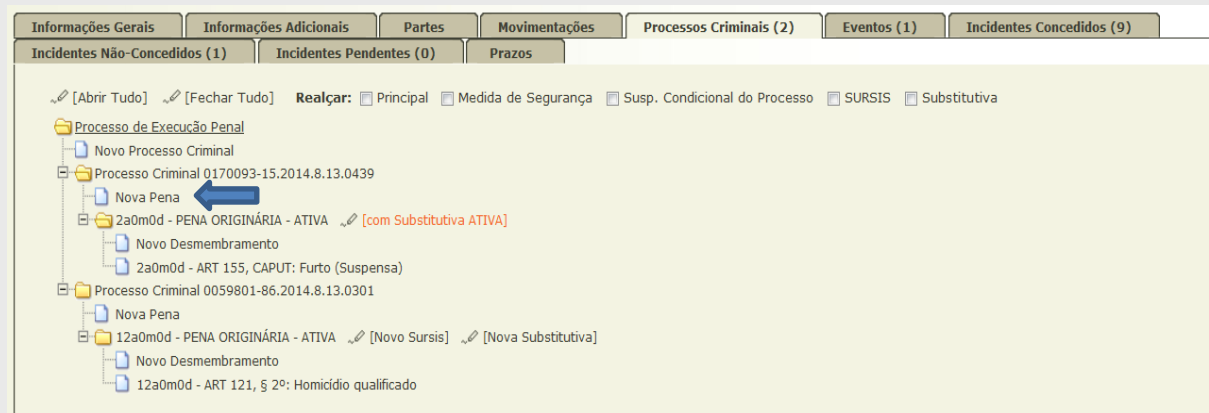 Informações Gerais Informações Adicionais Partes Movimentações Processos Criminais (2) Eventos (1) Incidentes Concedidos (9)
Incidentes Não-Concedidos (1) Incidentes Pendentes (0) Prazos
[Abrir Tudo] [Fechar Tudo] Realçar: Principal Medida de Segurança Susp. Condicional do Processo SURSIS Substitutiva
Processo de Execução Penal
Novo Processo Criminal
Processo Criminal 0170093-15.2014.8.13.0439
Nova Pena
2a0m0d - PENA ORIGINÁRIA - ATIVA [com Substitutiva ATIVA]
Novo Desmembramento
2a0m0d - ART 155, CAPUT: Furto (Suspensa)
Processo Criminal 0059801-86.2014.8.13.0301
Nova Pena
12a0m0d - PENA ORIGINÁRIA - ATIVA [Novo Sursis] [Nova Substitutiva]
Novo Desmembramento
12a0m0d - ART 121, § 2º: Homicídio qualificado